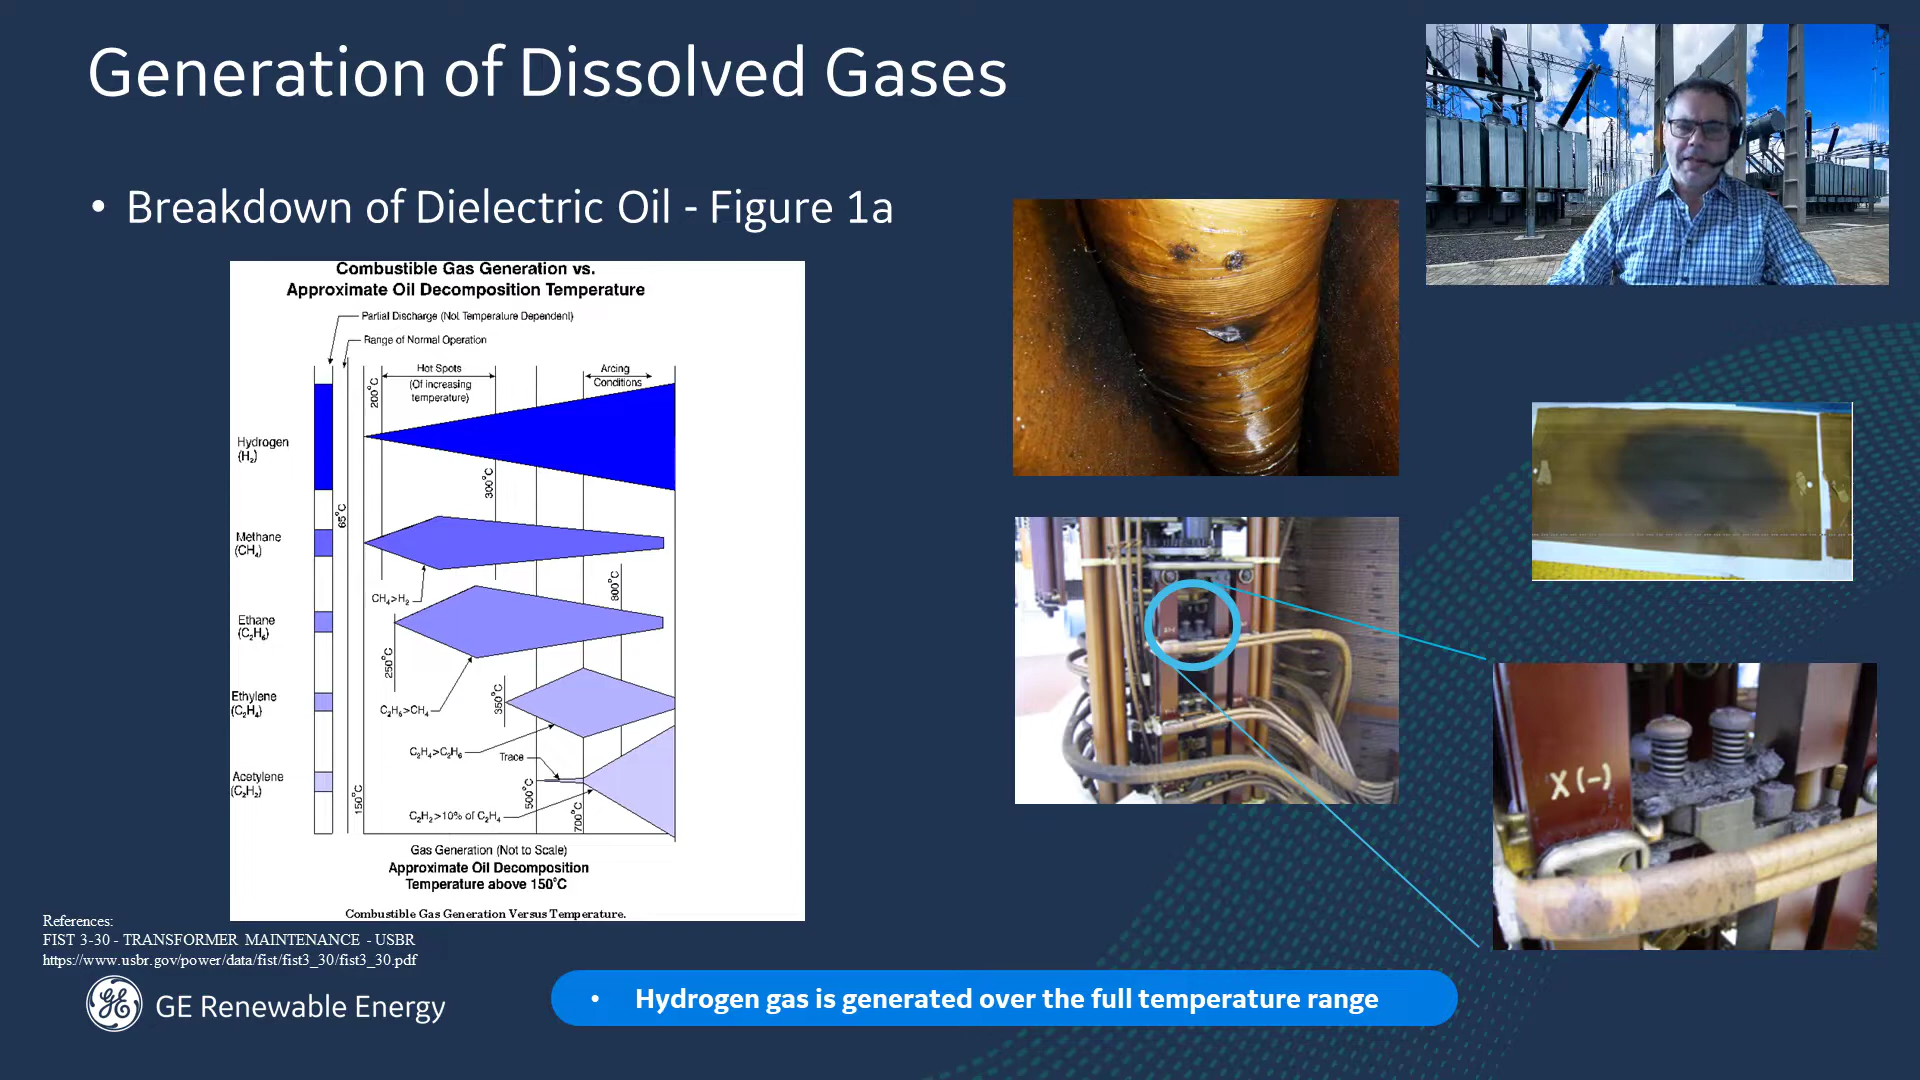 Generation of Dissolved Gases
• Breakdown of Dielectric Oil - Figure 1a
Combustible Gas Generation vs.
Approximate Oil Decomposition Temperature
Partial Discharge (Not Temperature Dependent)
Range of Normal Operation
Hot Spots
(Of increasing
temperature)
Arcing
Conditions
200°C
Hydrogen
(H₂)
300°C
65°C
Methane
(CH₄)
CH₄>H₂
800°C
Ethane
(C₂H₆)
250°C
C₂H₆>CH₄
350°C
Ethylene
(C₂H₄)
C₂H₄>C₂H₆
Trace
Acetylene
(C₂H₂)
150°C
500°C
700°C
C₂H₂>10% of C₂H₄
Gas Generation (Not to Scale)
Approximate Oil Decomposition
Temperature above 150°C
Combustible Gas Generation Versus Temperature.
X (-)
References:
FIST 3-30 - TRANSFORMER MAINTENANCE - USBR
https://www.usbr.gov/power/data/fist/fist3_30/fist3_30.pdf
GE Renewable Energy
• Hydrogen gas is generated over the full temperature range